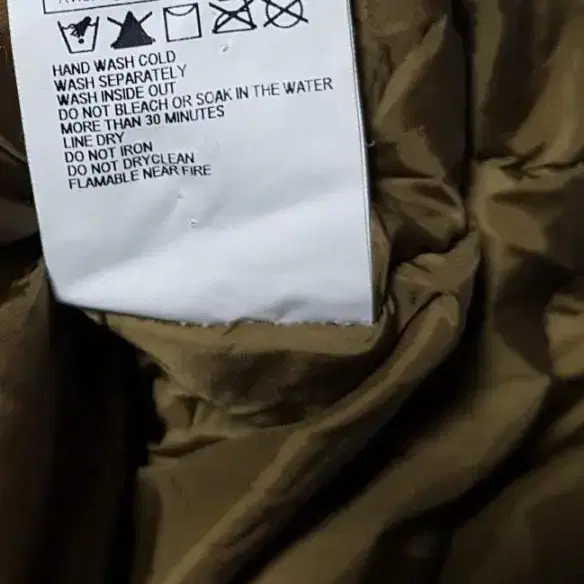 HAND WASH COLD
WASH SEPARATELY
WASH INSIDE OUT
DO NOT BLEACH OR SOAK IN THE WATER
MORE THAN 30 MINUTES
LINE DRY
DO NOT IRON
DO NOT DRYCLEAN
FLAMABLE NEAR FIRE